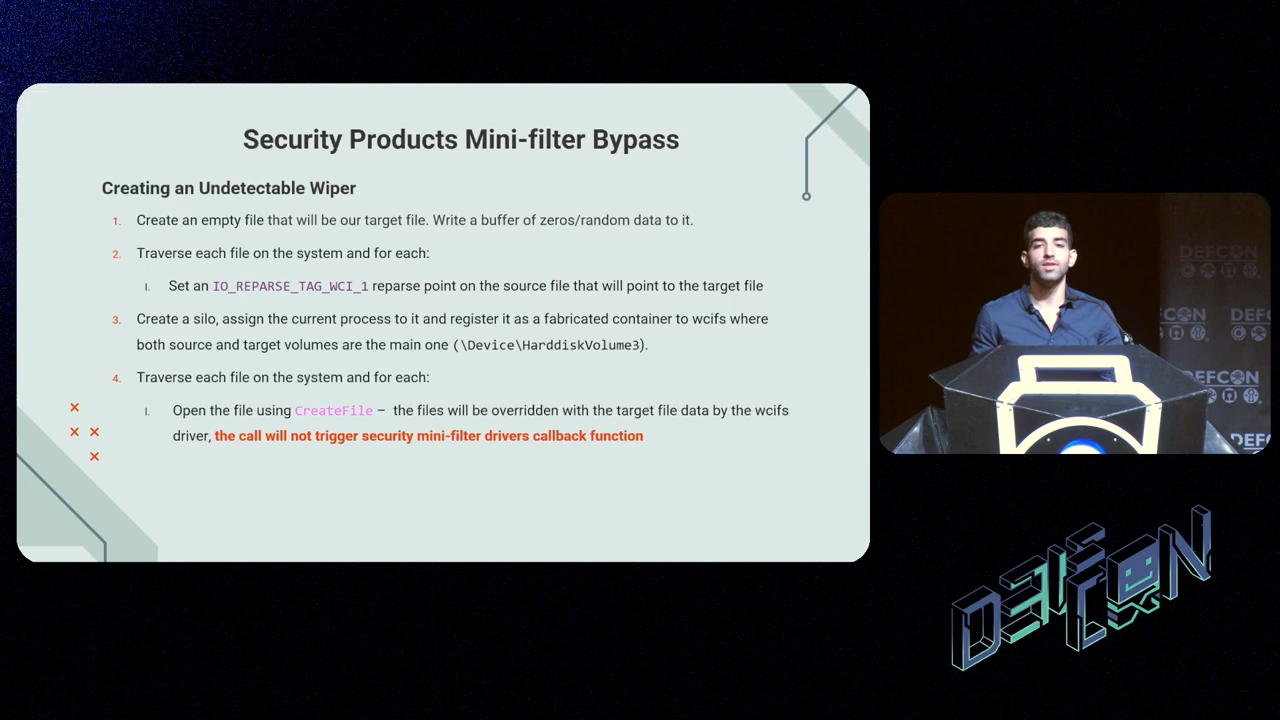 Security Products Mini-filter Bypass
Creating an Undetectable Wiper
1. Create an empty file that will be our target file. Write a buffer of zeros/random data to it.
2. Traverse each file on the system and for each:
I. Set an IO_REPARSE_TAG_WCI_1 reparse point on the source file that will point to the target file
3. Create a silo, assign the current process to it and register it as a fabricated container to wcifs where
both source and target volumes are the main one (\Device\HarddiskVolume3).
4. Traverse each file on the system and for each:
I. Open the file using CreateFile – the files will be overridden with the target file data by the wcifs
driver, the call will not trigger security mini-filter drivers callback function
DEFCON
DEFCON
DEFC
DEFCON
DEFC
DEFCON